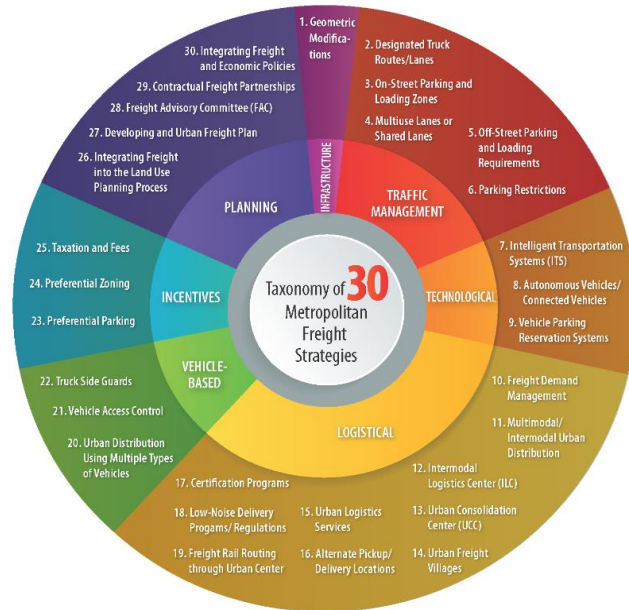 Taxonomy of 30
Metropolitan
Freight
Strategies
INFRASTRUCTURE
1. Geometric
Modifica-
tions
TRAFFIC
MANAGEMENT
2. Designated Truck
Routes/Lanes
3. On-Street Parking and
Loading Zones
4. Multiuse Lanes or
Shared Lanes
5. Off-Street Parking
and Loading
Requirements
6. Parking Restrictions
TECHNOLOGICAL
7. Intelligent Transportation
Systems (ITS)
8. Autonomous Vehicles/
Connected Vehicles
9. Vehicle Parking
Reservation Systems
LOGISTICAL
10. Freight Demand
Management
11. Multimodal/
Intermodal Urban
Distribution
12. Intermodal
Logistics Center (ILC)
13. Urban Consolidation
Center (UCC)
14. Urban Freight
Villages
15. Urban Logistics
Services
16. Alternate Pickup/
Delivery Locations
17. Certification Programs
18. Low-Noise Delivery
Progams/ Regulations
19. Freight Rail Routing
through Urban Center
VEHICLE-
BASED
20. Urban Distribution
Using Multiple Types
of Vehicles
21. Vehicle Access Control
22. Truck Side Guards
INCENTIVES
23. Preferential Parking
24. Preferential Zoning
25. Taxation and Fees
PLANNING
26. Integrating Freight
into the Land Use
Planning Process
27. Developing and Urban Freight Plan
28. Freight Advisory Committee (FAC)
29. Contractual Freight Partnerships
30. Integrating Freight
and Economic Policies